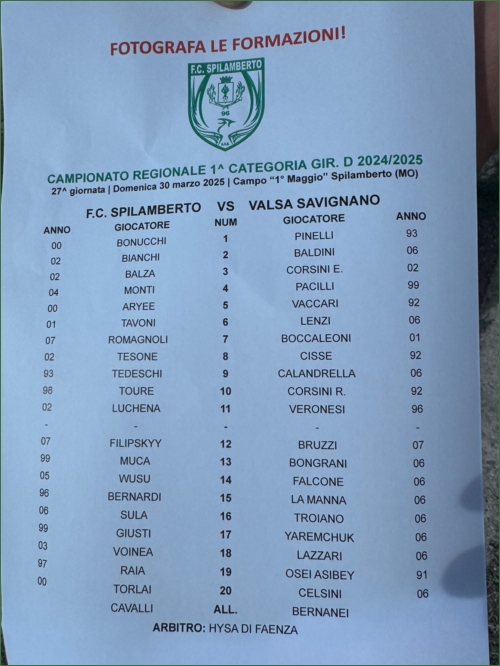 FOTOGRAFA LE FORMAZIONI!
F.C. SPILAMBERTO
96
CAMPIONATO REGIONALE 1^ CATEGORIA GIR. D 2024/2025
27^ giornata | Domenica 30 marzo 2025 | Campo “1° Maggio” Spilamberto (MO)
F.C. SPILAMBERTO VS VALSA SAVIGNANO
ANNO GIOCATORE NUM GIOCATORE ANNO
00 BONUCCHI 1 PINELLI 93
02 BIANCHI 2 BALDINI 06
02 BALZA 3 CORSINI E. 02
04 MONTI 4 PACILLI 99
00 ARYEE 5 VACCARI 92
01 TAVONI 6 LENZI 06
07 ROMAGNOLI 7 BOCCALEONI 01
02 TESONE 8 CISSE 92
93 TEDESCHI 9 CALANDRELLA 06
98 TOURE 10 CORSINI R. 92
02 LUCHENA 11 VERONESI 96
- - - - -
07 FILIPSKYY 12 BRUZZI 07
99 MUCA 13 BONGRANI 06
05 WUSU 14 FALCONE 06
96 BERNARDI 15 LA MANNA 06
06 SULA 16 TROIANO 06
99 GIUSTI 17 YAREMCHUK 06
03 VOINEA 18 LAZZARI 06
97 RAIA 19 OSEI ASIBEY 91
00 TORLAI 20 CELSINI 06
CAVALLI ALL. BERNANEI
ARBITRO: HYSA DI FAENZA